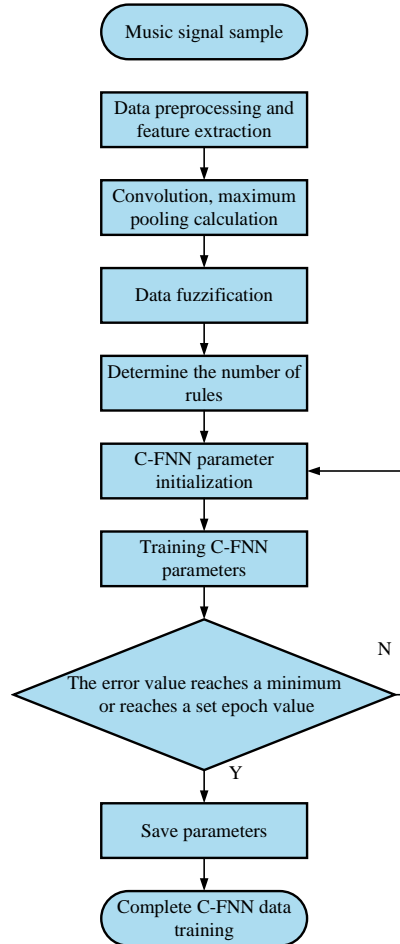 Music signal sample
Data preprocessing and
feature extraction
Convolution, maximum
pooling calculation
Data fuzzification
Determine the number of
rules
C-FNN parameter
initialization
Training C-FNN
parameters
N
The error value reaches a minimum
or reaches a set epoch value
Y
Save parameters
Complete C-FNN data
training